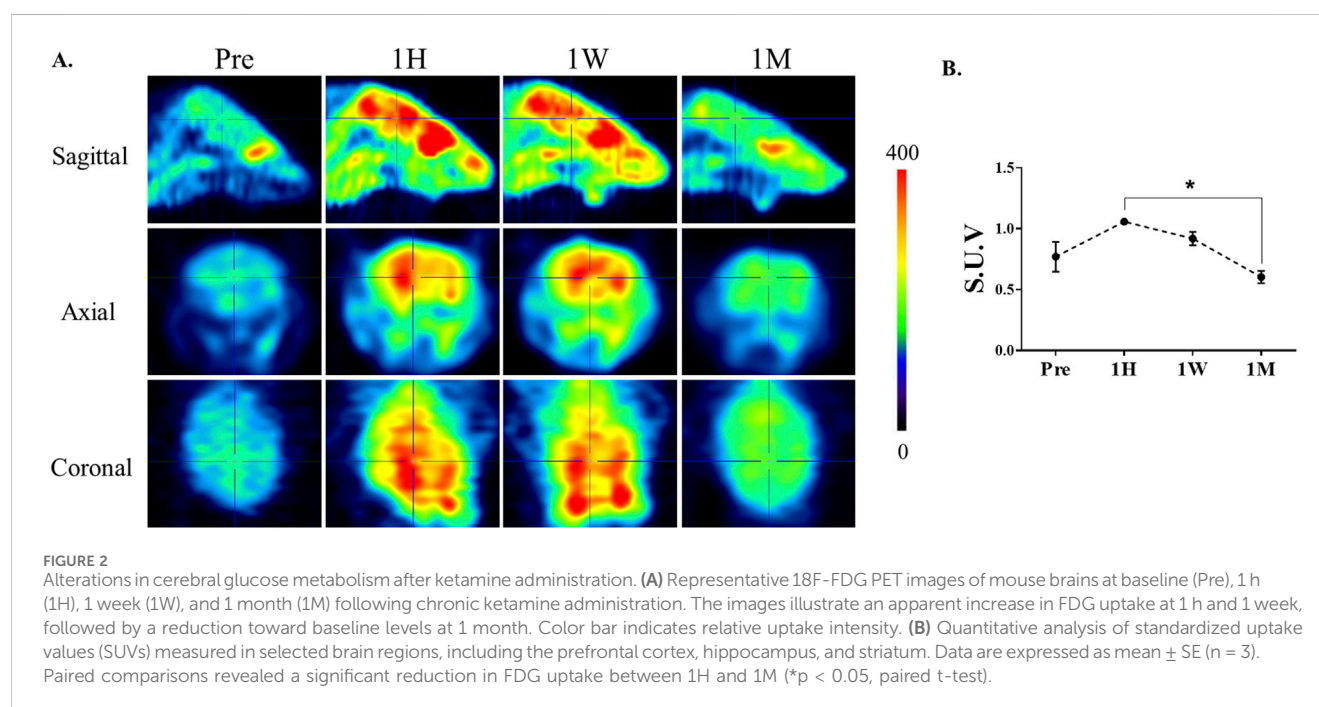 A.
Pre 1H 1W 1M
Sagittal
Axial
Coronal
400
0
B.
S.U.V
1.5
1.0
0.5
0.0
*
Pre 1H 1W 1M
FIGURE 2
Alterations in cerebral glucose metabolism after ketamine administration. (A) Representative 18F-FDG PET images of mouse brains at baseline (Pre), 1 h
(1H), 1 week (1W), and 1 month (1M) following chronic ketamine administration. The images illustrate an apparent increase in FDG uptake at 1 h and 1 week,
followed by a reduction toward baseline levels at 1 month. Color bar indicates relative uptake intensity. (B) Quantitative analysis of standardized uptake
values (SUVs) measured in selected brain regions, including the prefrontal cortex, hippocampus, and striatum. Data are expressed as mean ± SE (n = 3).
Paired comparisons revealed a significant reduction in FDG uptake between 1H and 1M (*p < 0.05, paired t-test).